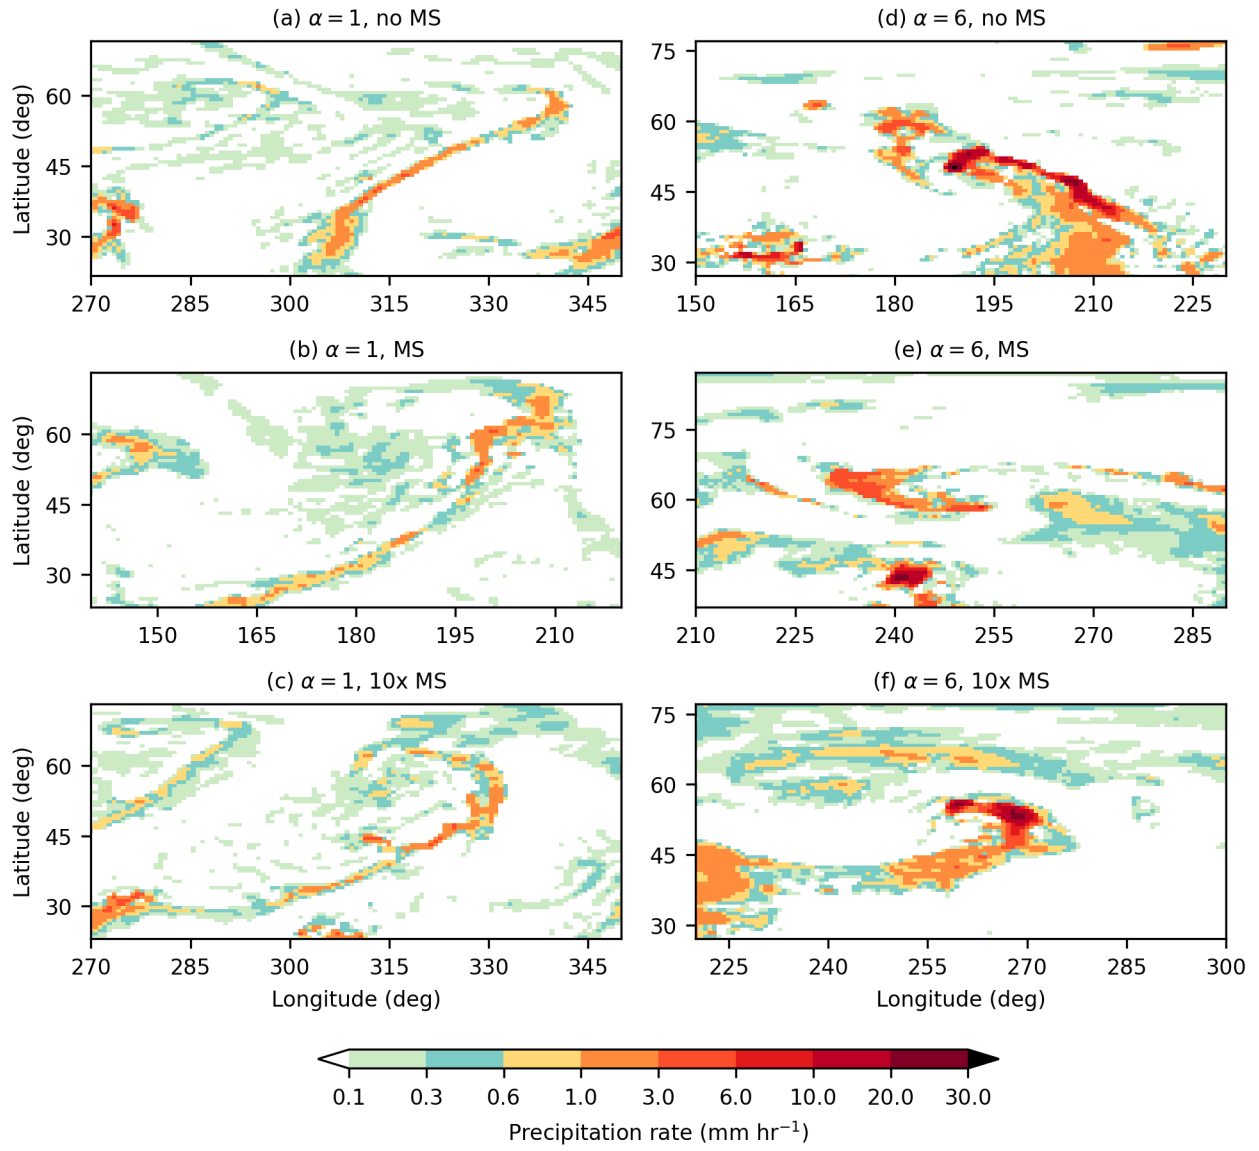 (a) α = 1, no MS
(d) α = 6, no MS
Latitude (deg)
60
45
30
270 285 300 315 330 345
75
60
45
30
150 165 180 195 210 225
(b) α = 1, MS
(e) α = 6, MS
Latitude (deg)
60
45
30
150 165 180 195 210
75
60
45
210 225 240 255 270 285
(c) α = 1, 10x MS
(f) α = 6, 10x MS
Latitude (deg)
60
45
30
270 285 300 315 330 345
Longitude (deg)
75
60
45
30
225 240 255 270 285 300
Longitude (deg)
0.1 0.3 0.6 1.0 3.0 6.0 10.0 20.0 30.0
Precipitation rate (mm hr⁻¹)